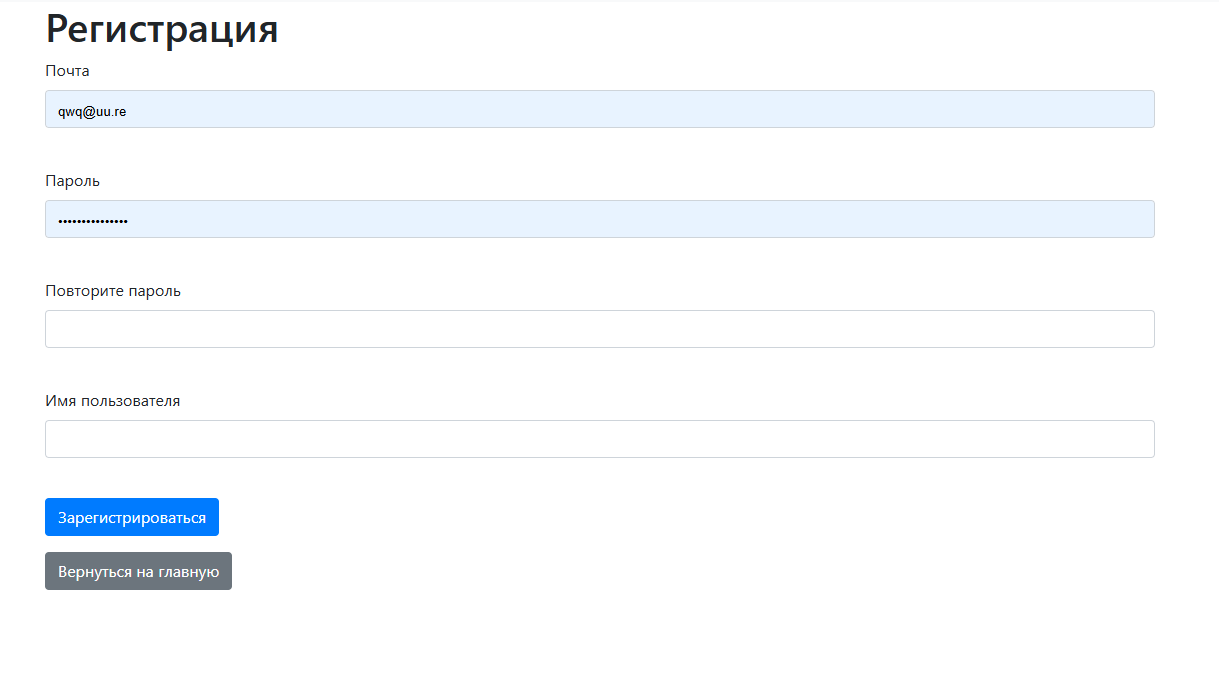 Регистрация
Почта
qwq@uu.re
Пароль
•••••••••••••••
Повторите пароль
Имя пользователя
Зарегистрироваться
Вернуться на главную